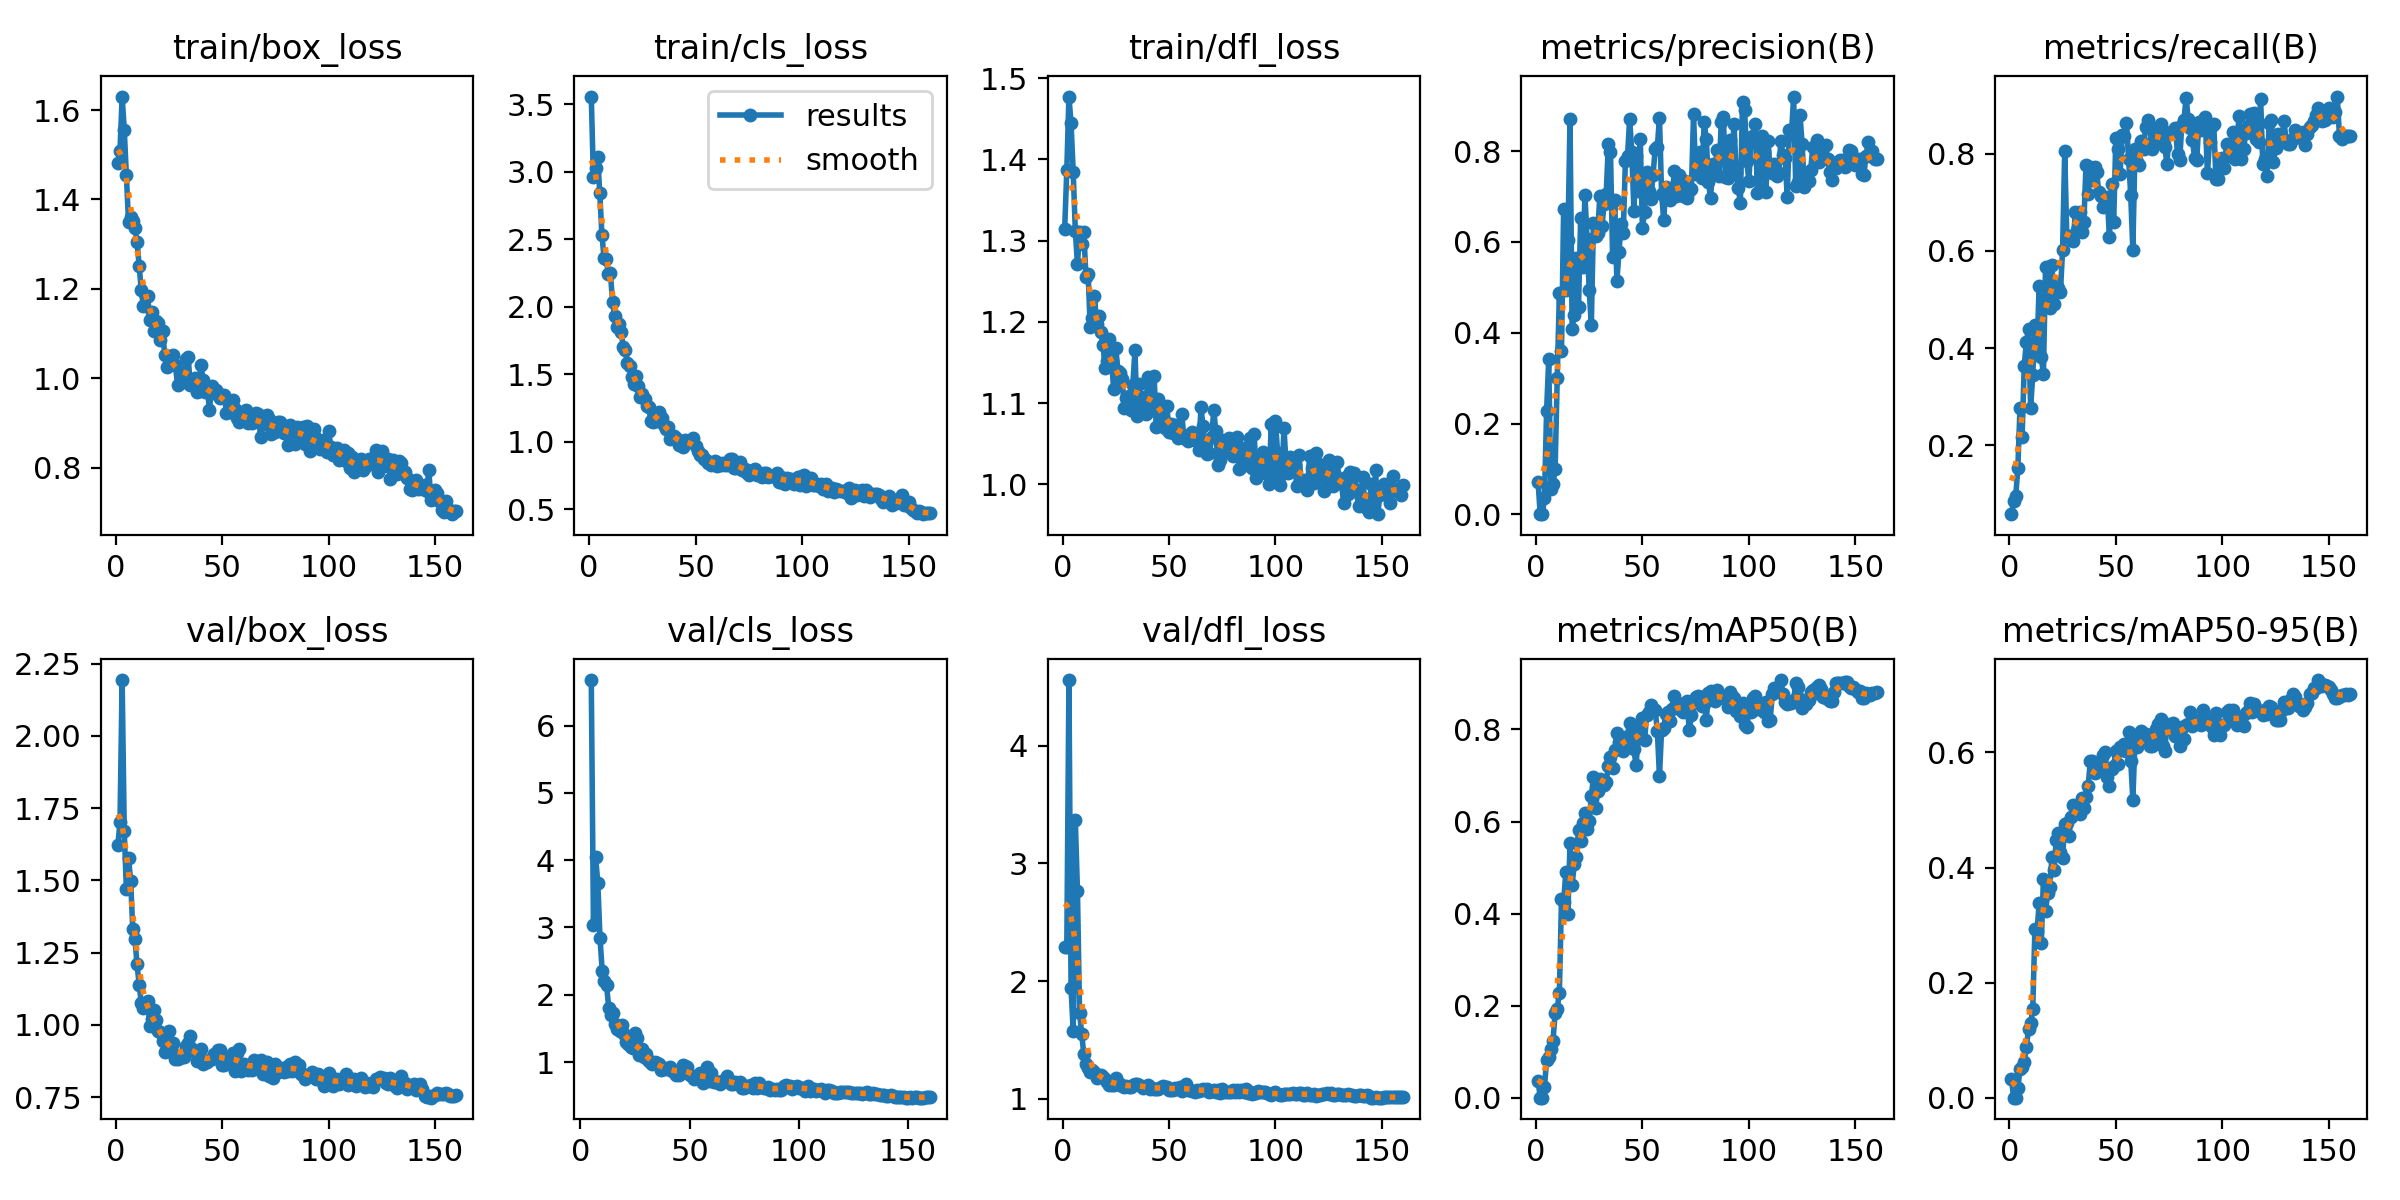 train/box_loss
1.6
1.4
1.2
1.0
0.8
0 50 100 150
train/cls_loss
results
smooth
3.5
3.0
2.5
2.0
1.5
1.0
0.5
0 50 100 150
train/dfl_loss
1.5
1.4
1.3
1.2
1.1
1.0
0 50 100 150
metrics/precision(B)
0.8
0.6
0.4
0.2
0.0
0 50 100 150
metrics/recall(B)
0.8
0.6
0.4
0.2
0 50 100 150
val/box_loss
2.25
2.00
1.75
1.50
1.25
1.00
0.75
0 50 100 150
val/cls_loss
6
5
4
3
2
1
0 50 100 150
val/dfl_loss
4
3
2
1
0 50 100 150
metrics/mAP50(B)
0.8
0.6
0.4
0.2
0.0
0 50 100 150
metrics/mAP50-95(B)
0.6
0.4
0.2
0.0
0 50 100 150